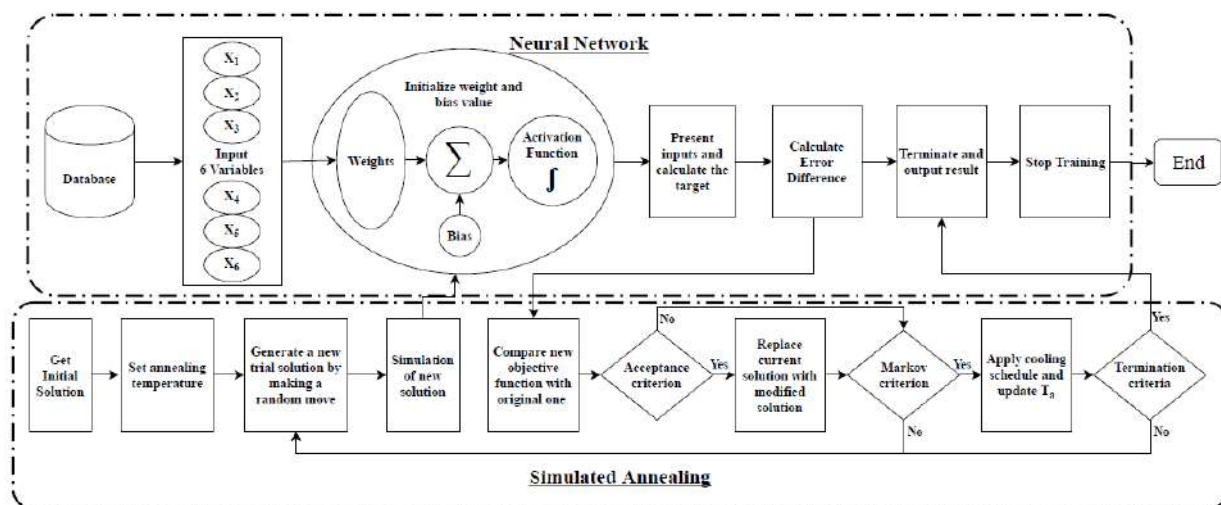 Neural Network
Database
X1
X2
X3
Input
6 Variables
X4
X5
X6
Initialize weight and
bias value
Weights
∑
Bias
Activation
Function
∫
Present
inputs and
calculate the
target
Calculate
Error
Difference
Terminate and
output result
Stop Training
End
Get
Initial
Solution
Set annealing
temperature
Generate a new
trial solution by
making a
random move
Simulation
of new
solution
Compare new
objective
function with
original one
No
Acceptance
criterion
Yes
Replace
current
solution with
modified
solution
Markov
criterion
Yes
No
Apply cooling
schedule and
update Ta
Yes
Termination
criteria
No
Simulated Annealing